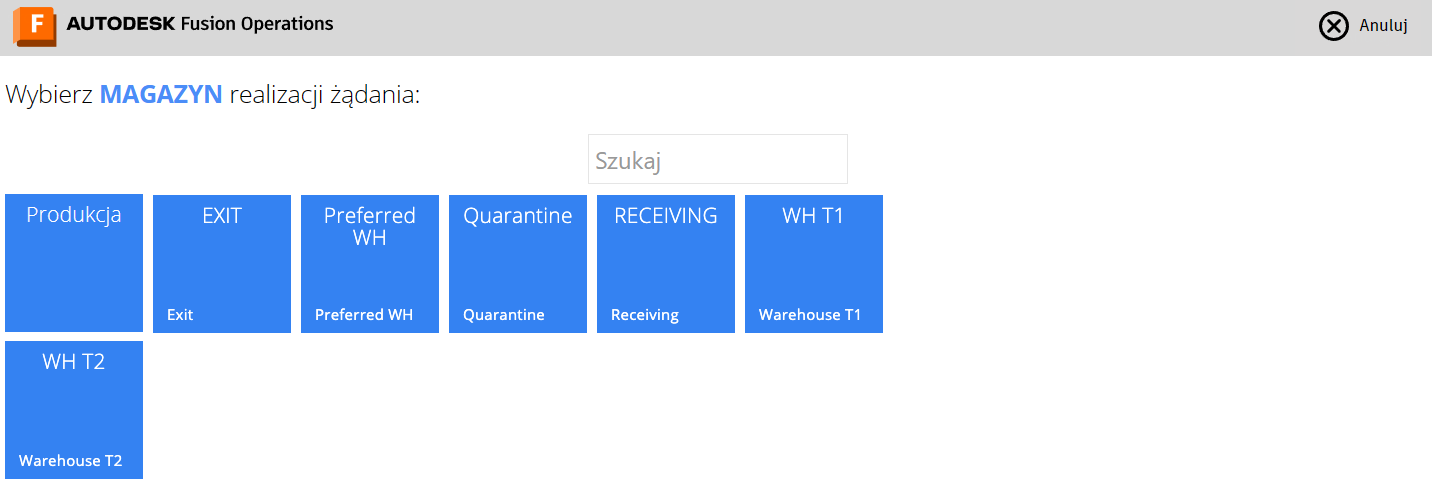 F AUTODESK Fusion Operations
Anuluj
Wybierz MAGAZYN realizacji żądania:
Szukaj
Produkcja
EXIT
Exit
Preferred
WH
Preferred WH
Quarantine
Quarantine
RECEIVING
Receiving
WH T1
Warehouse T1
WH T2
Warehouse T2